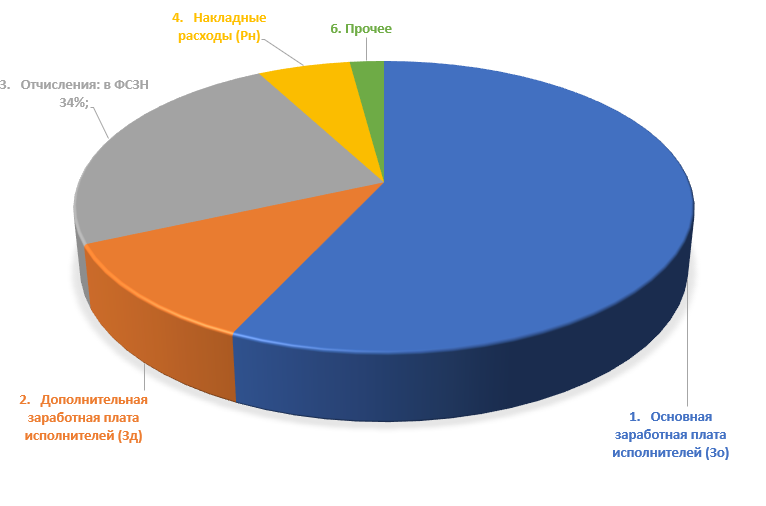 4. Накладные
расходы (Рн)
6. Прочее
3. Отчисления: в ФСЗН
34%;
2. Дополнительная
заработная плата
исполнителей (Зд)
1. Основная
заработная плата
исполнителей (Зо)